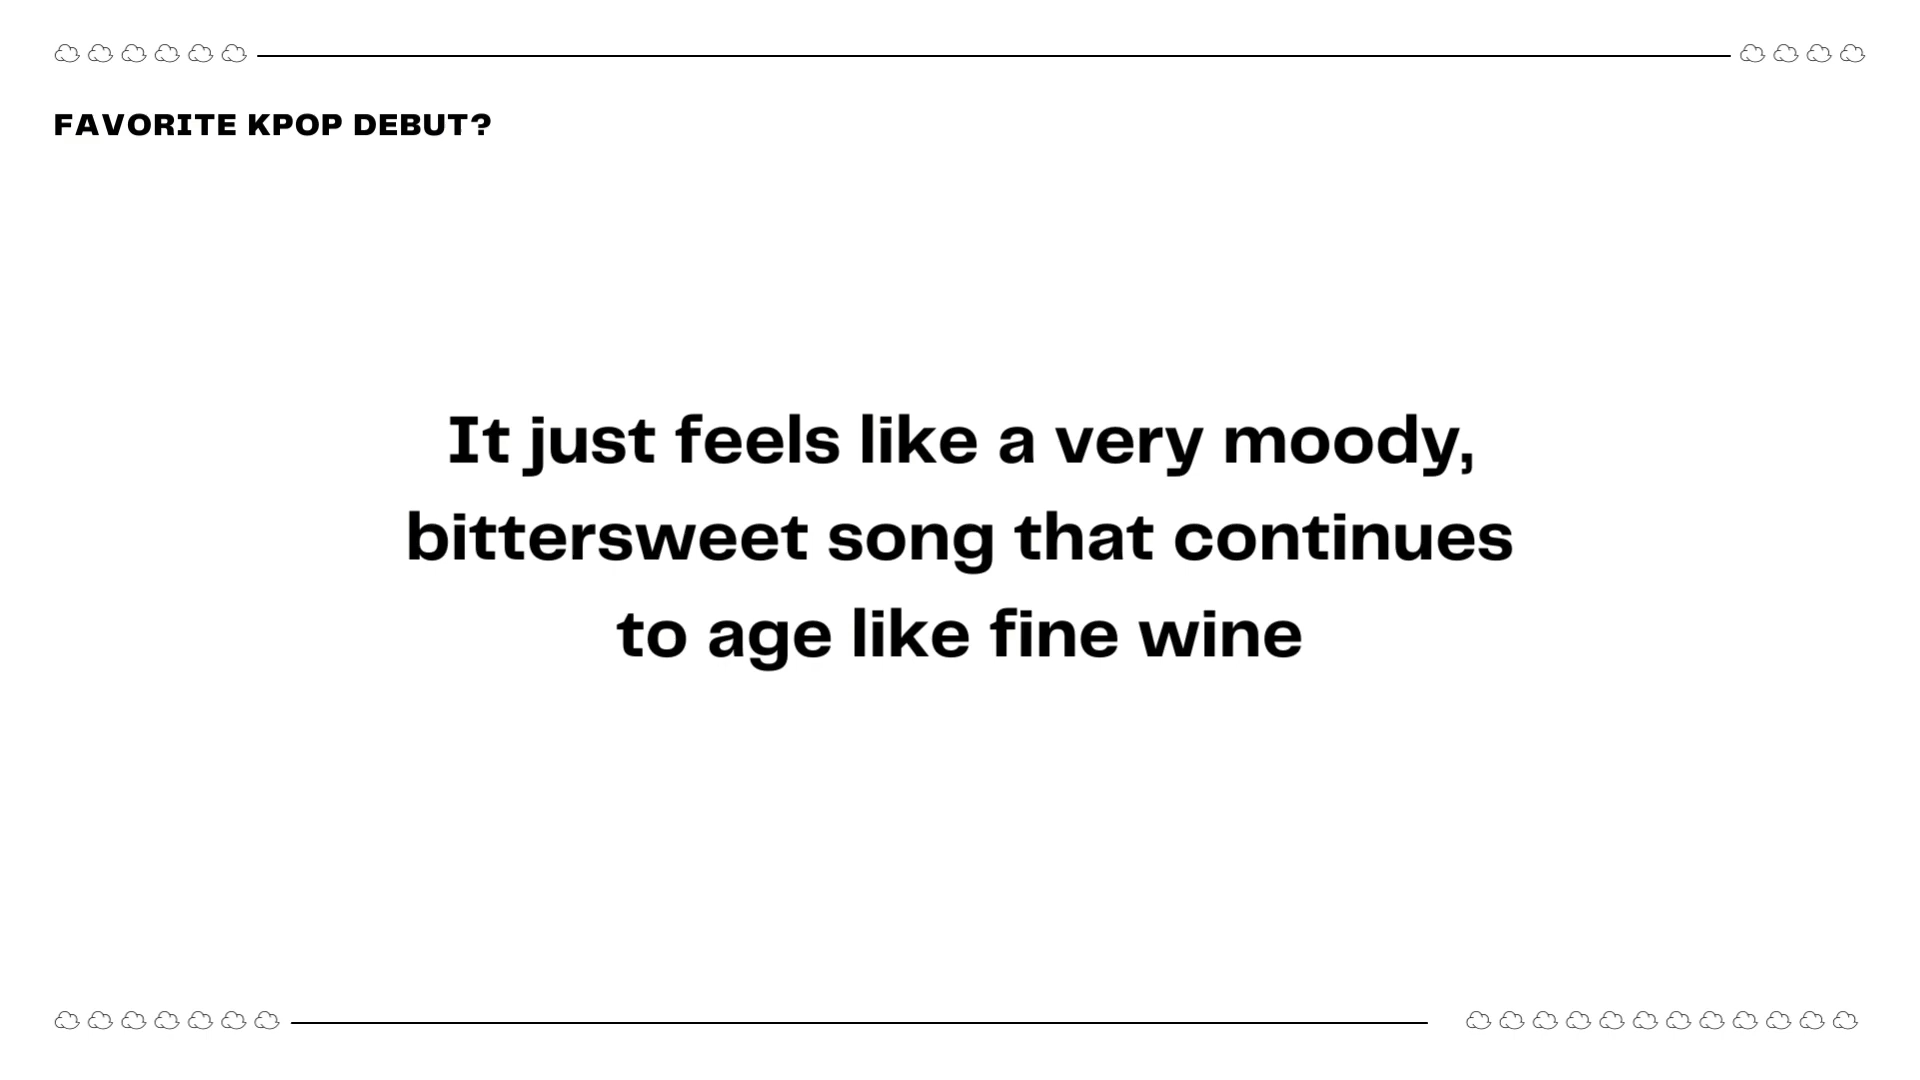 FAVORITE KPOP DEBUT?
It just feels like a very moody,
bittersweet song that continues
to age like fine wine